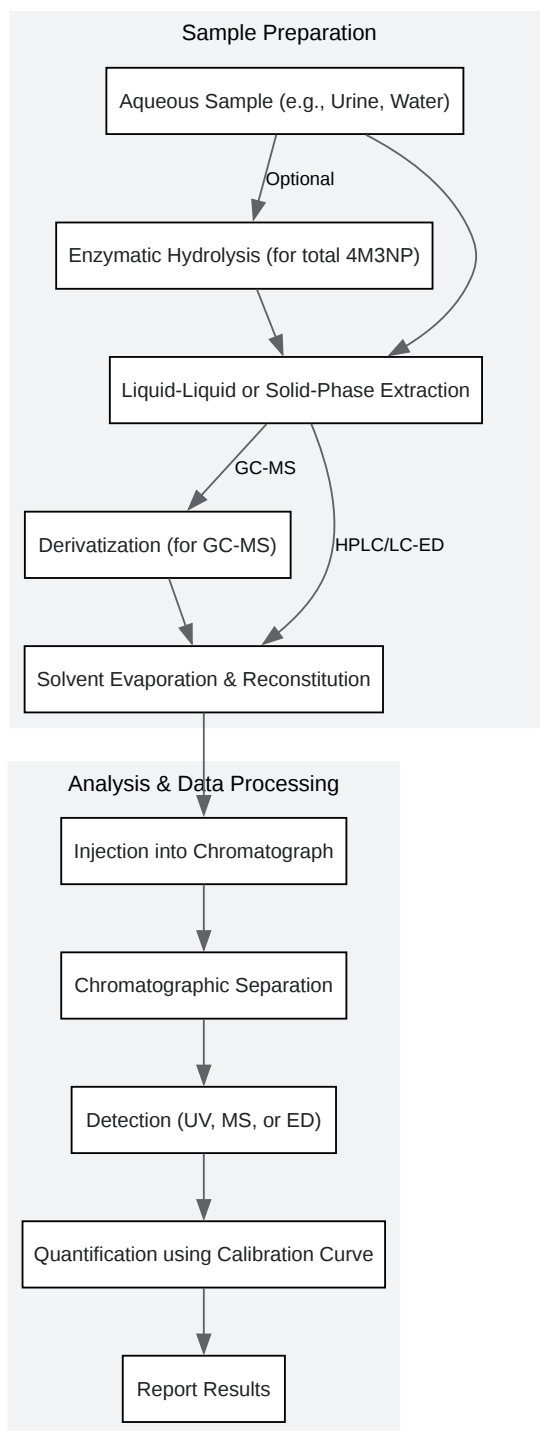 Sample Preparation
Aqueous Sample (e.g., Urine, Water)
Optional
Enzymatic Hydrolysis (for total 4M3NP)
Liquid-Liquid or Solid-Phase Extraction
GC-MS
Derivatization (for GC-MS)
HPLC/LC-ED
Solvent Evaporation & Reconstitution
Analysis & Data Processing
Injection into Chromatograph
Chromatographic Separation
Detection (UV, MS, or ED)
Quantification using Calibration Curve
Report Results